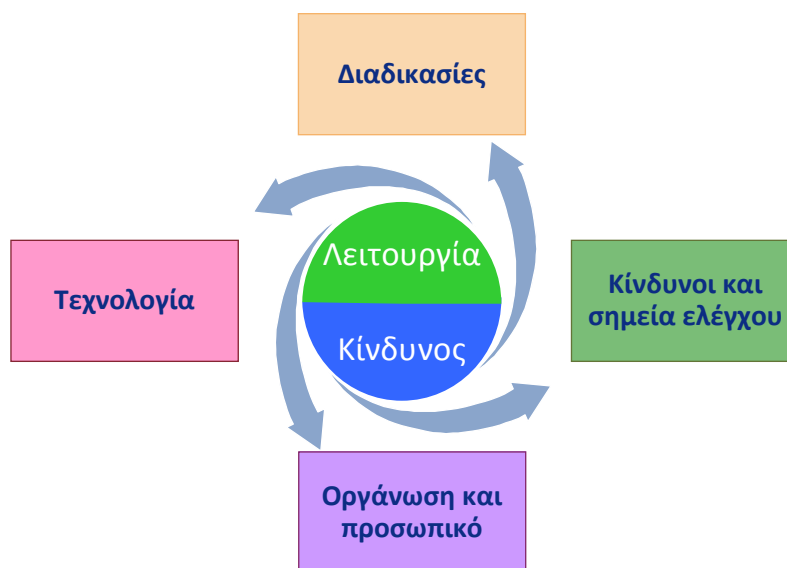 Διαδικασίες
Λειτουργία
Τεχνολογία
Κίνδυνοι και
σημεία ελέγχου
Κίνδυνος
Οργάνωση και
προσωπικό